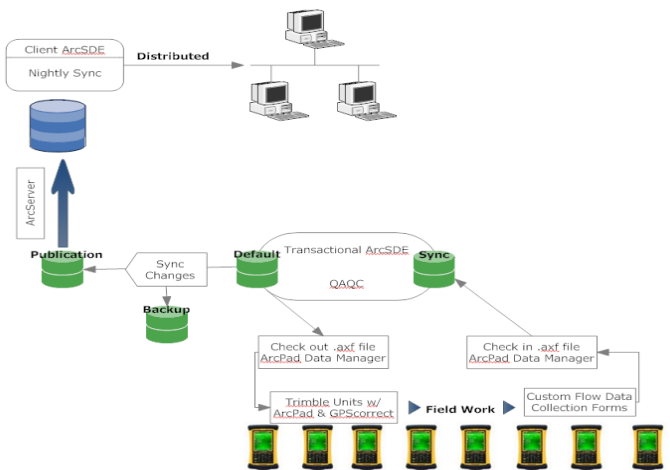 Client ArcSDE
Nightly Sync
Distributed
ArcServer
Publication
Sync
Changes
Backup
Default
Transactional ArcSDE
QAQC
Sync
Check out .axf file
ArcPad Data Manager
Check in .axf file
ArcPad Data Manager
Trimble Units w/
ArcPad & GPScorrect
Field Work
Custom Flow Data
Collection Forms